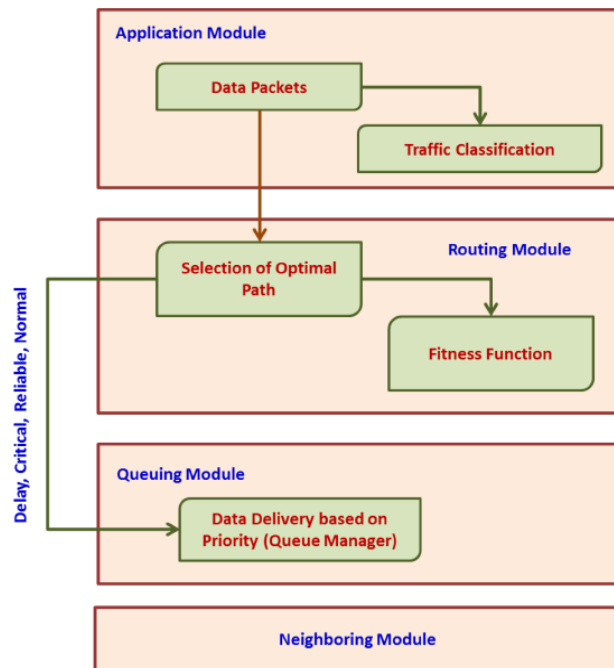 Application Module
Data Packets
Traffic Classification
Routing Module
Selection of Optimal
Path
Fitness Function
Delay, Critical, Reliable, Normal
Queuing Module
Data Delivery based on
Priority (Queue Manager)
Neighboring Module